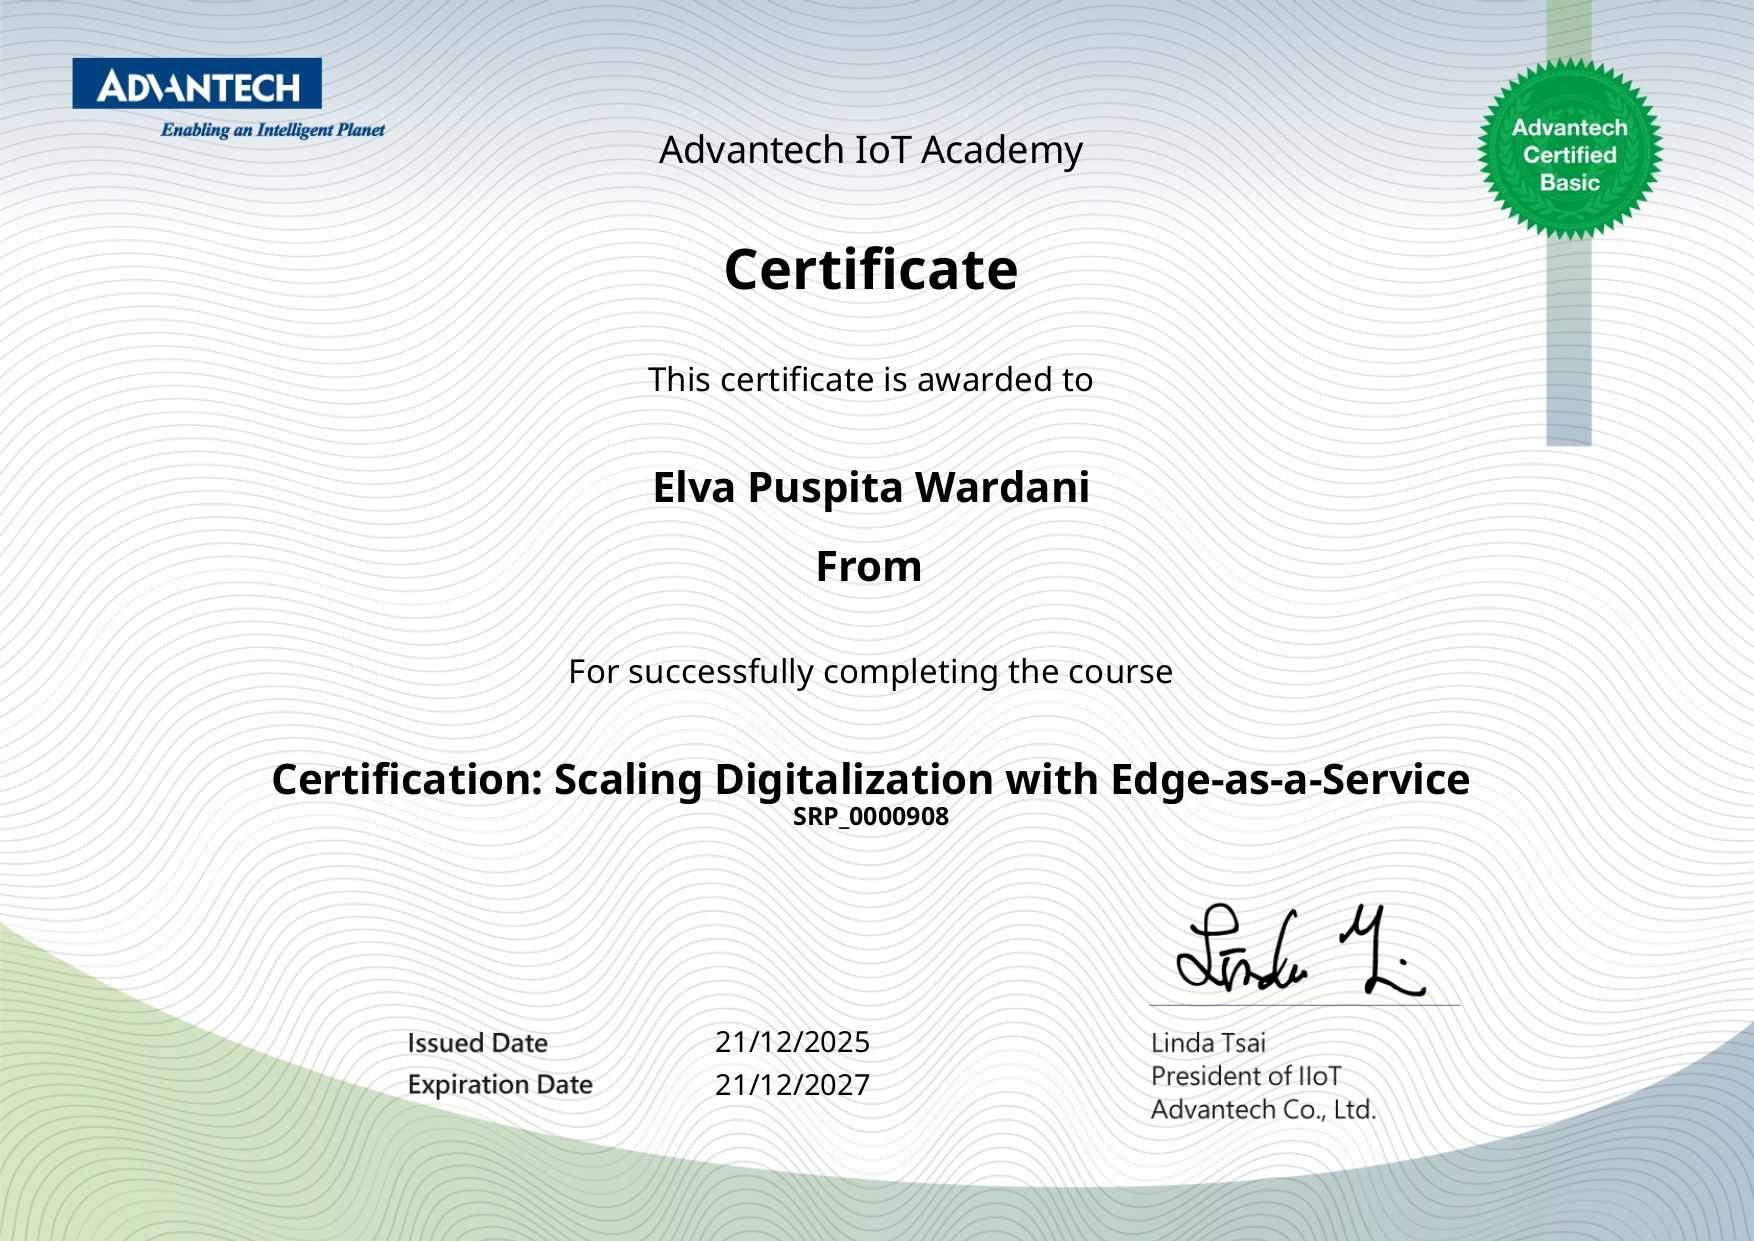 ADVANTECH
Enabling an Intelligent Planet
Advantech IoT Academy
Advantech
Certified
Basic
Certificate
This certificate is awarded to
Elva Puspita Wardani
From
For successfully completing the course
Certification: Scaling Digitalization with Edge-as-a-Service
SRP_0000908
Issued Date 21/12/2025
Expiration Date 21/12/2027
Linda Tsai
President of IIoT
Advantech Co., Ltd.